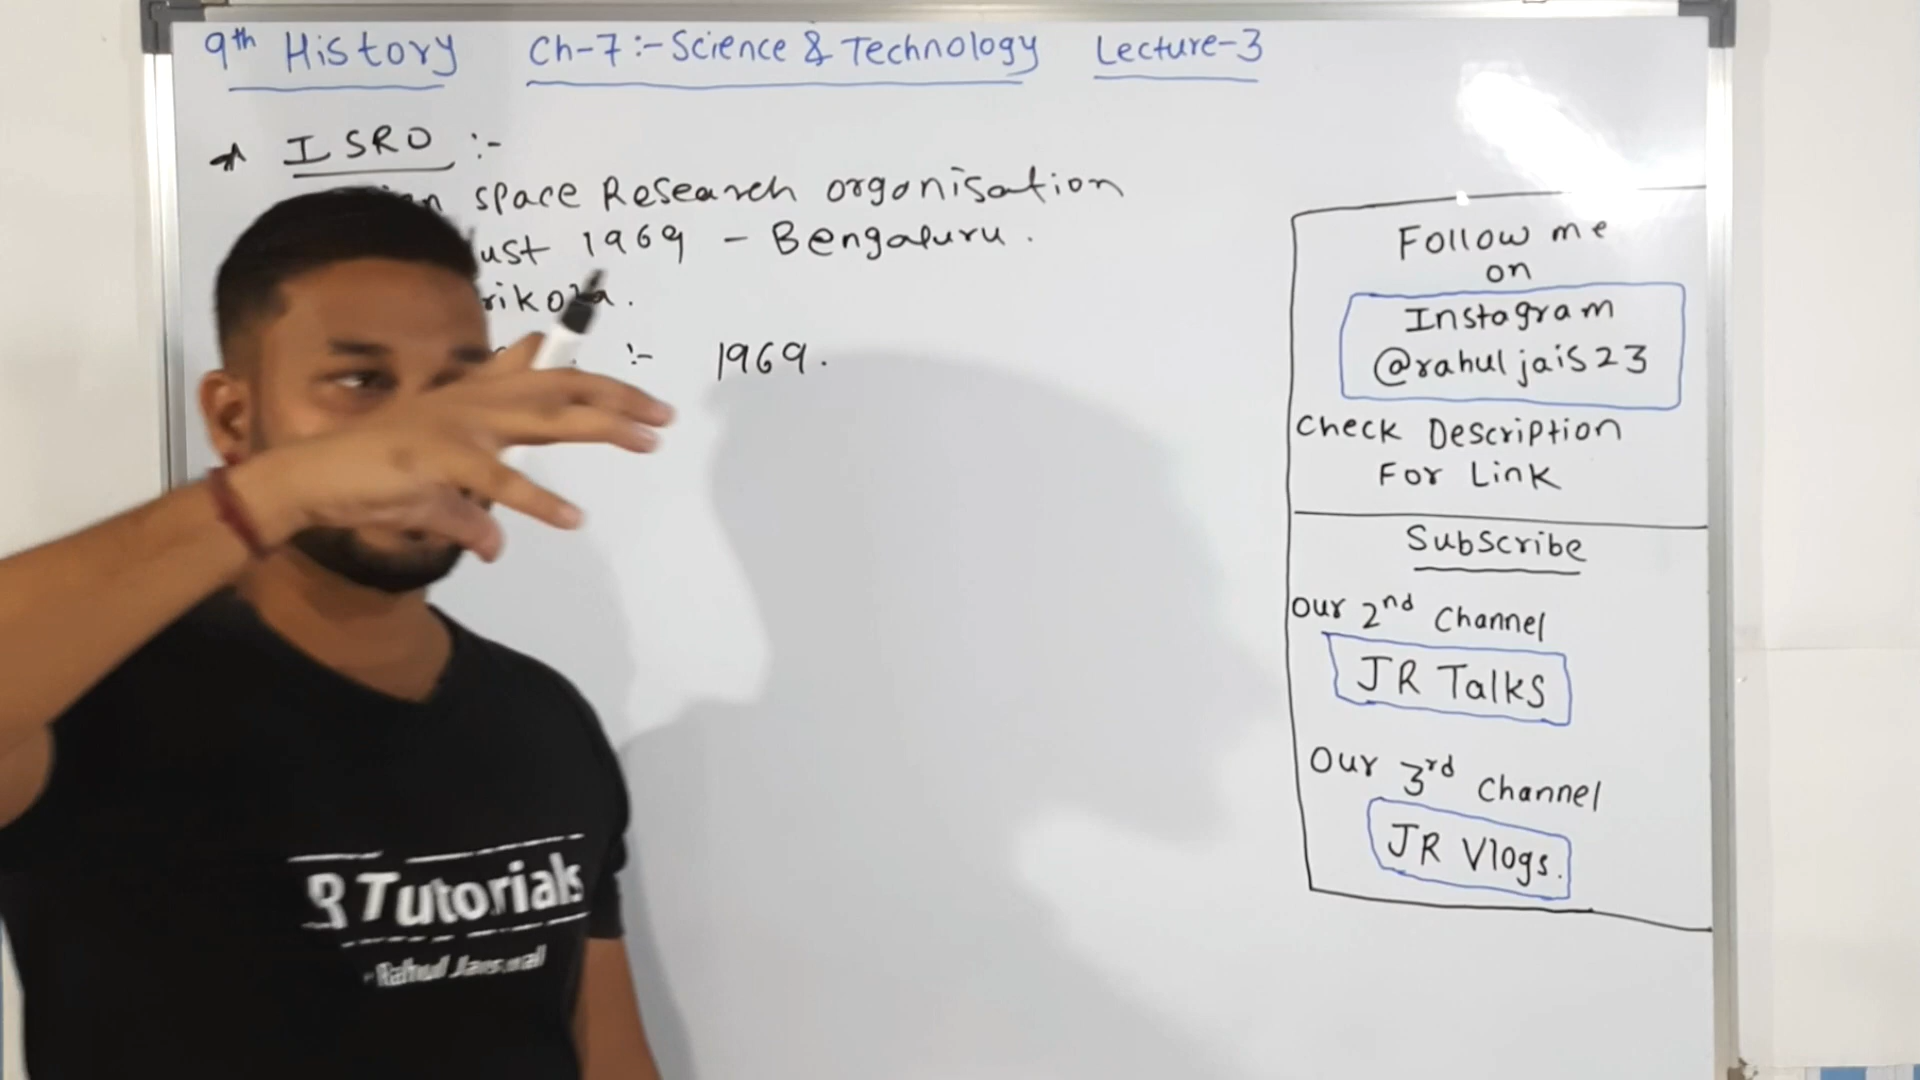 9th History Ch-7:- Science & Technology Lecture-3
ISRO :-
space Research organisation
ust 1969 - Bengaluru.
rikota.
:- 1969.
Follow me
on
Instagram
@rahuljais23
Check Description
For Link
Subscribe
Our 2nd Channel
JR Talks
Our 3rd Channel
JR Vlogs.
R Tutorials
- Rahul Jaiswal